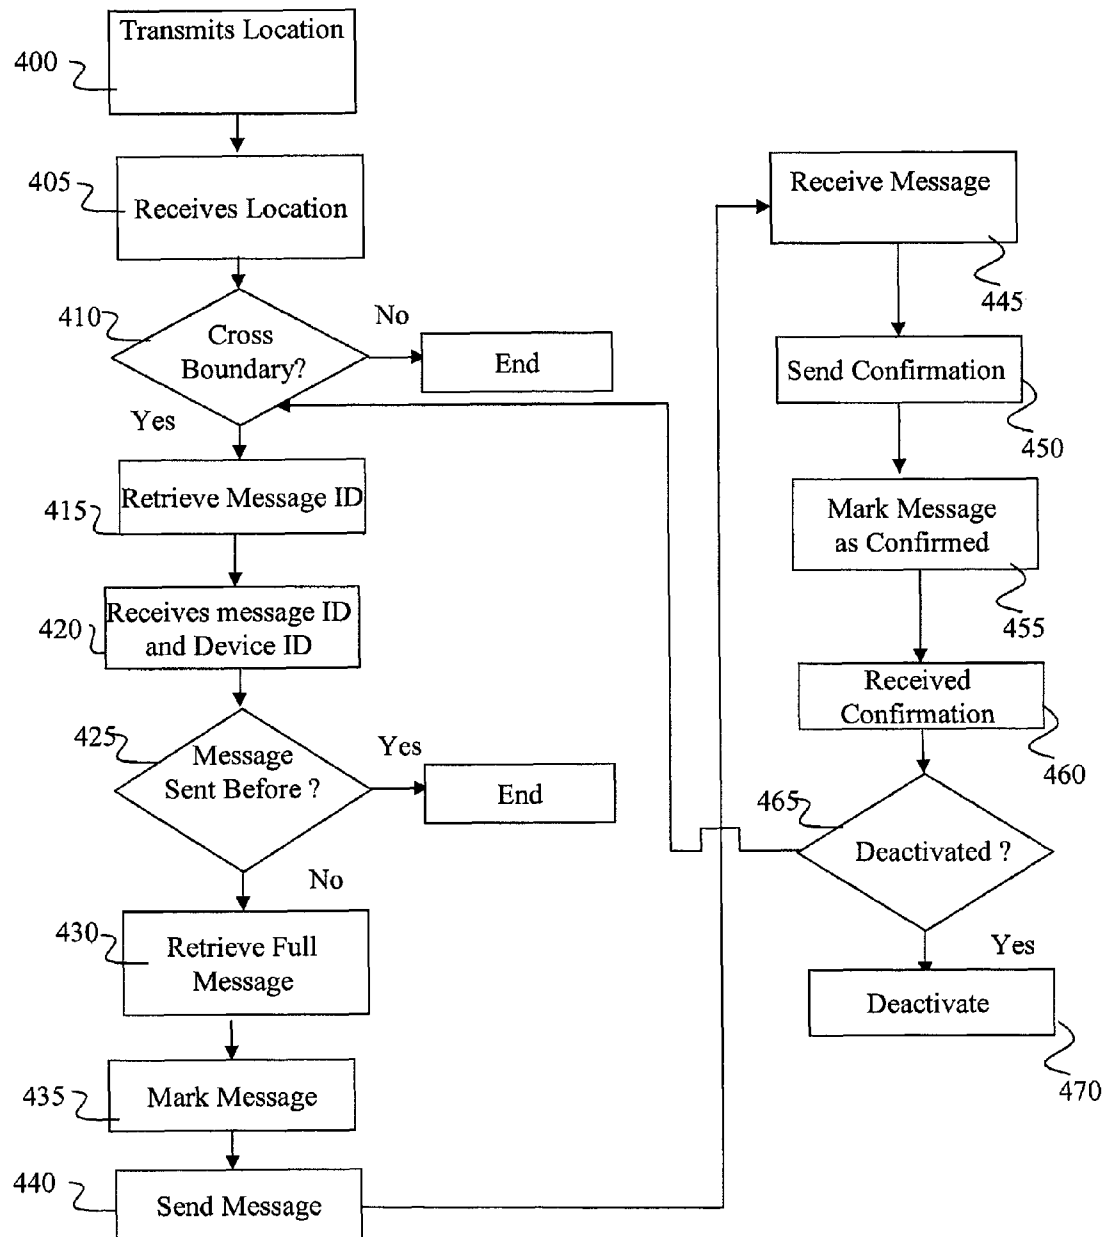 Transmits Location
400
405
Receives Location
410
Cross
Boundary?
No
End
Yes
Retrieve Message ID
415
Receives message ID
and Device ID
420
425
Message
Sent Before ?
Yes
End
No
430
Retrieve Full
Message
435
Mark Message
440
Send Message
Receive Message
445
Send Confirmation
450
Mark Message
as Confirmed
455
Received
Confirmation
460
465
Deactivated ?
Yes
Deactivate
470